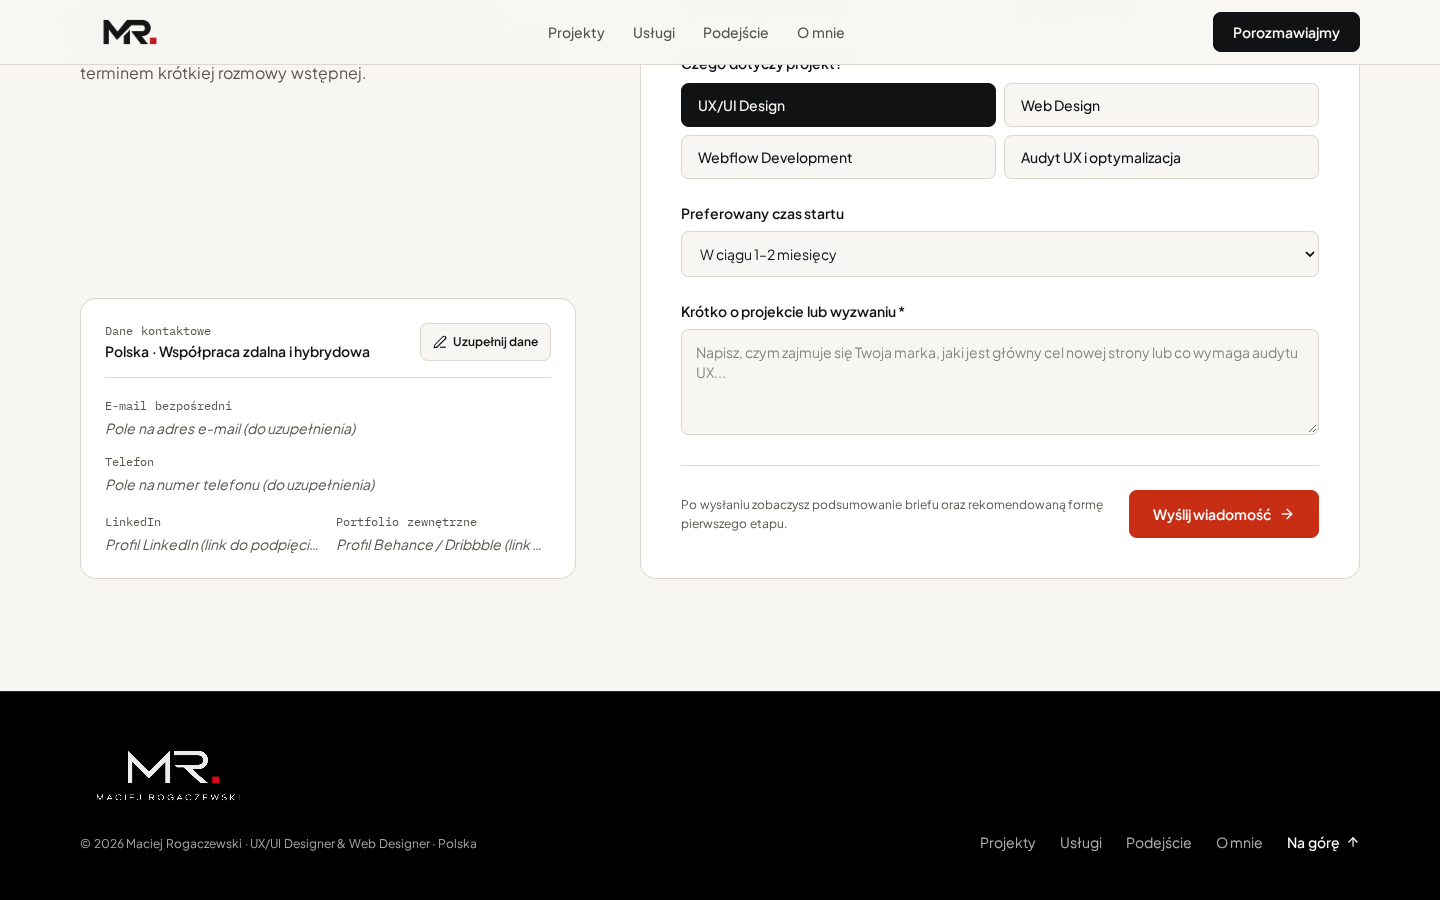 MR.
Projekty
Usługi
Podejście
O mnie
Porozmawiajmy
terminem krótkiej rozmowy wstępnej.
Czego dotyczy projekt?
UX/UI Design
Web Design
Webflow Development
Audyt UX i optymalizacja
Preferowany czas startu
W ciągu 1–2 miesięcy
Krótko o projekcie lub wyzwaniu *
Napisz, czym zajmuje się Twoja marka, jaki jest główny cel nowej strony lub co wymaga audytu
UX...
Po wysłaniu zobaczysz podsumowanie briefu oraz rekomendowaną formę
pierwszego etapu.
Wyślij wiadomość
Dane kontaktowe
Polska · Współpraca zdalna i hybrydowa
Uzupełnij dane
E-mail bezpośredni
Pole na adres e-mail (do uzupełnienia)
Telefon
Pole na numer telefonu (do uzupełnienia)
LinkedIn
Profil LinkedIn (link do podpięci...
Portfolio zewnętrzne
Profil Behance / Dribbble (link ...
MR.
MACIEJ ROGACZEWSKI
© 2026 Maciej Rogaczewski · UX/UI Designer & Web Designer · Polska
Projekty
Usługi
Podejście
O mnie
Na górę